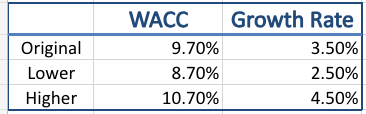 WACC Growth Rate
Original 9.70% 3.50%
Lower 8.70% 2.50%
Higher 10.70% 4.50%